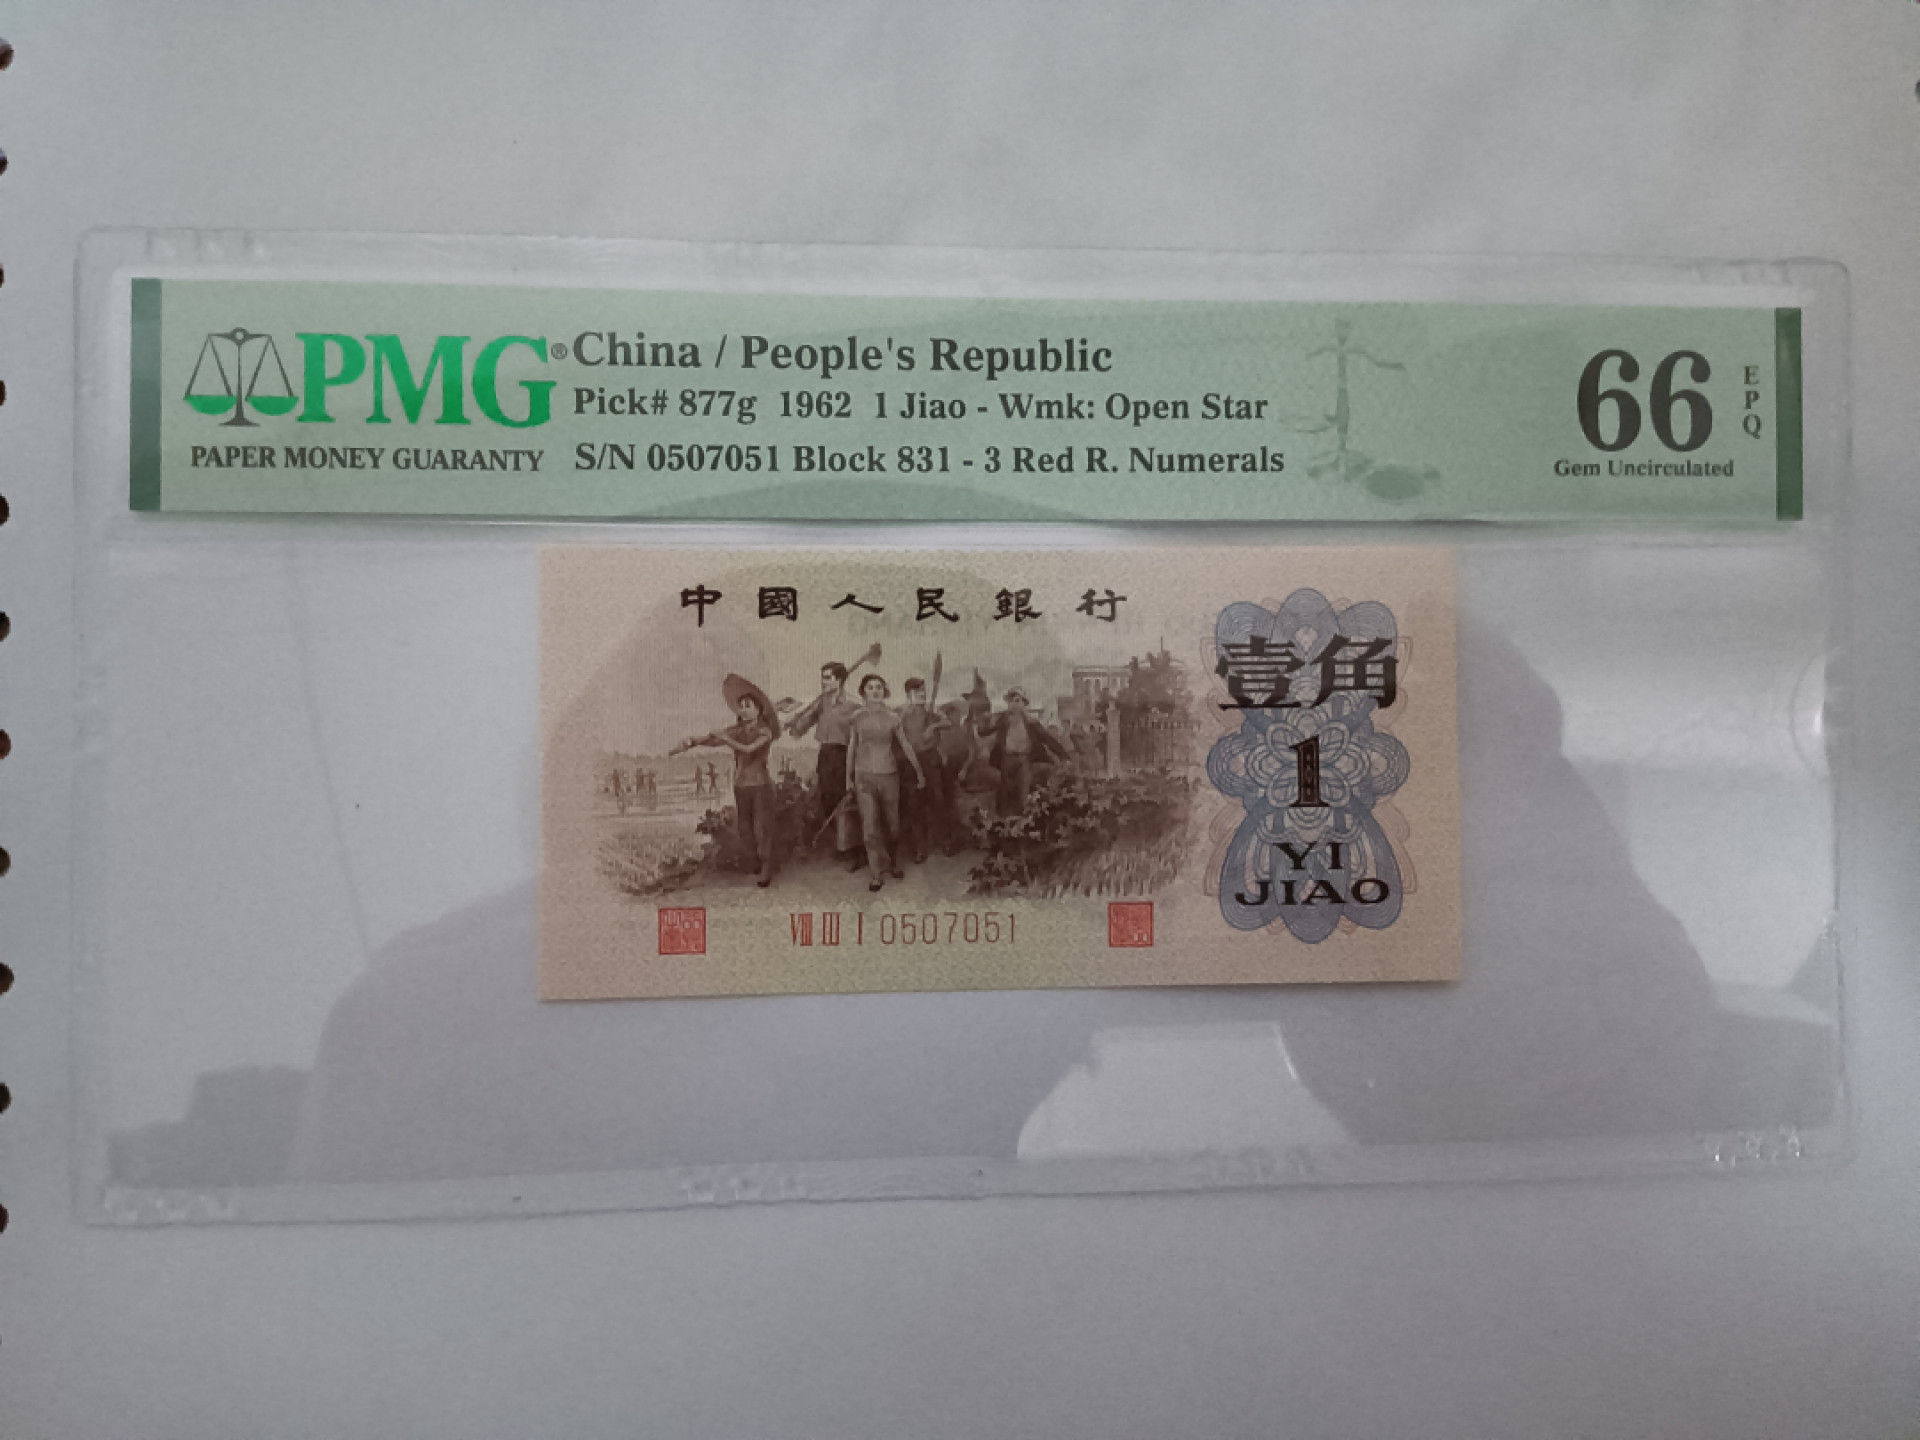 PMG®
PAPER MONEY GUARANTY
China / People's Republic
Pick# 877g 1962 1 Jiao - Wmk: Open Star
S/N 0507051 Block 831 - 3 Red R. Numerals
66 EPQ
Gem Uncirculated
中國人民銀行
壹角
1
YI
JIAO
VIII III I 0507051